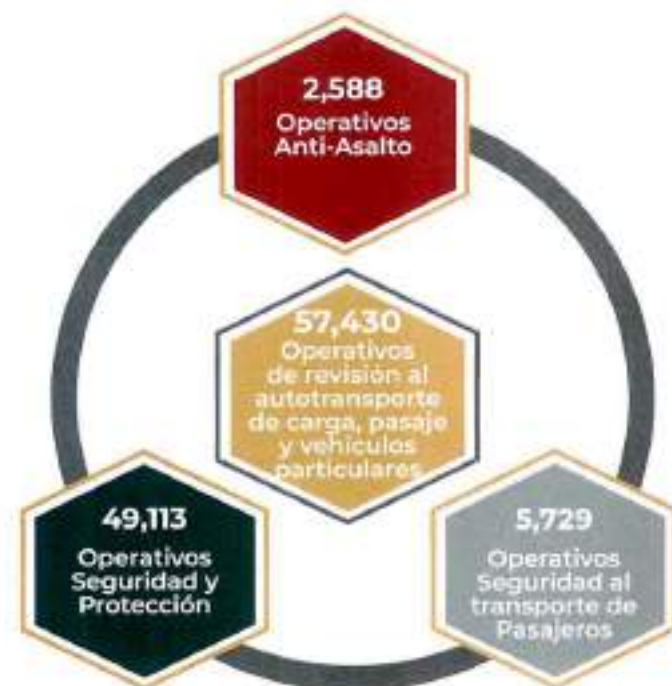 2,588
Operativos
Anti-Asalto
57,430
Operativos
de revisión al
autotransporte
de carga, pasaje
y vehículos
particulares
49,113
Operativos
Seguridad y
Protección
5,729
Operativos
Seguridad al
transporte de
Pasajeros